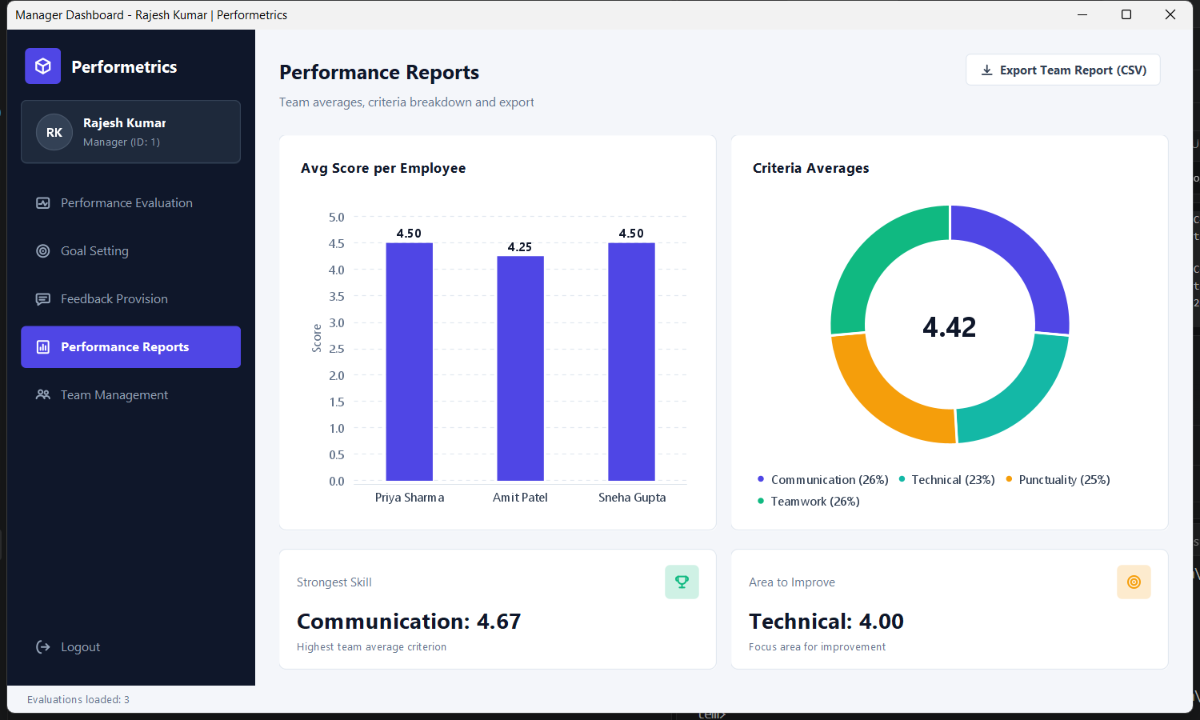 Manager Dashboard - Rajesh Kumar | Performetrics
Performetrics
RK
Rajesh Kumar
Manager (ID: 1)
Performance Evaluation
Goal Setting
Feedback Provision
Performance Reports
Team Management
Logout
Evaluations loaded: 3
Performance Reports
Team averages, criteria breakdown and export
Export Team Report (CSV)
Avg Score per Employee
Score
5.0
4.5
4.0
3.5
3.0
2.5
2.0
1.5
1.0
0.5
0.0
4.50
4.25
4.50
Priya Sharma
Amit Patel
Sneha Gupta
Criteria Averages
4.42
Communication (26%)
Technical (23%)
Punctuality (25%)
Teamwork (26%)
Strongest Skill
Communication: 4.67
Highest team average criterion
Area to Improve
Technical: 4.00
Focus area for improvement